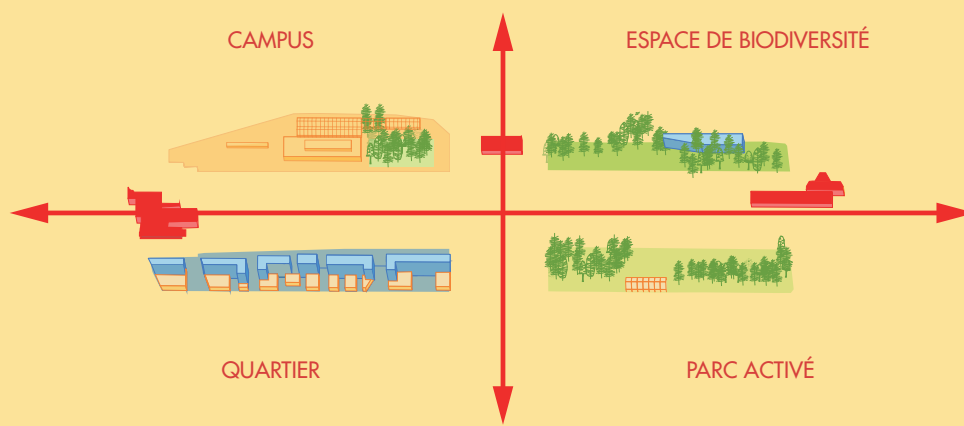 CAMPUS
ESPACE DE BIODIVERSITÉ
QUARTIER
PARC ACTIVÉ